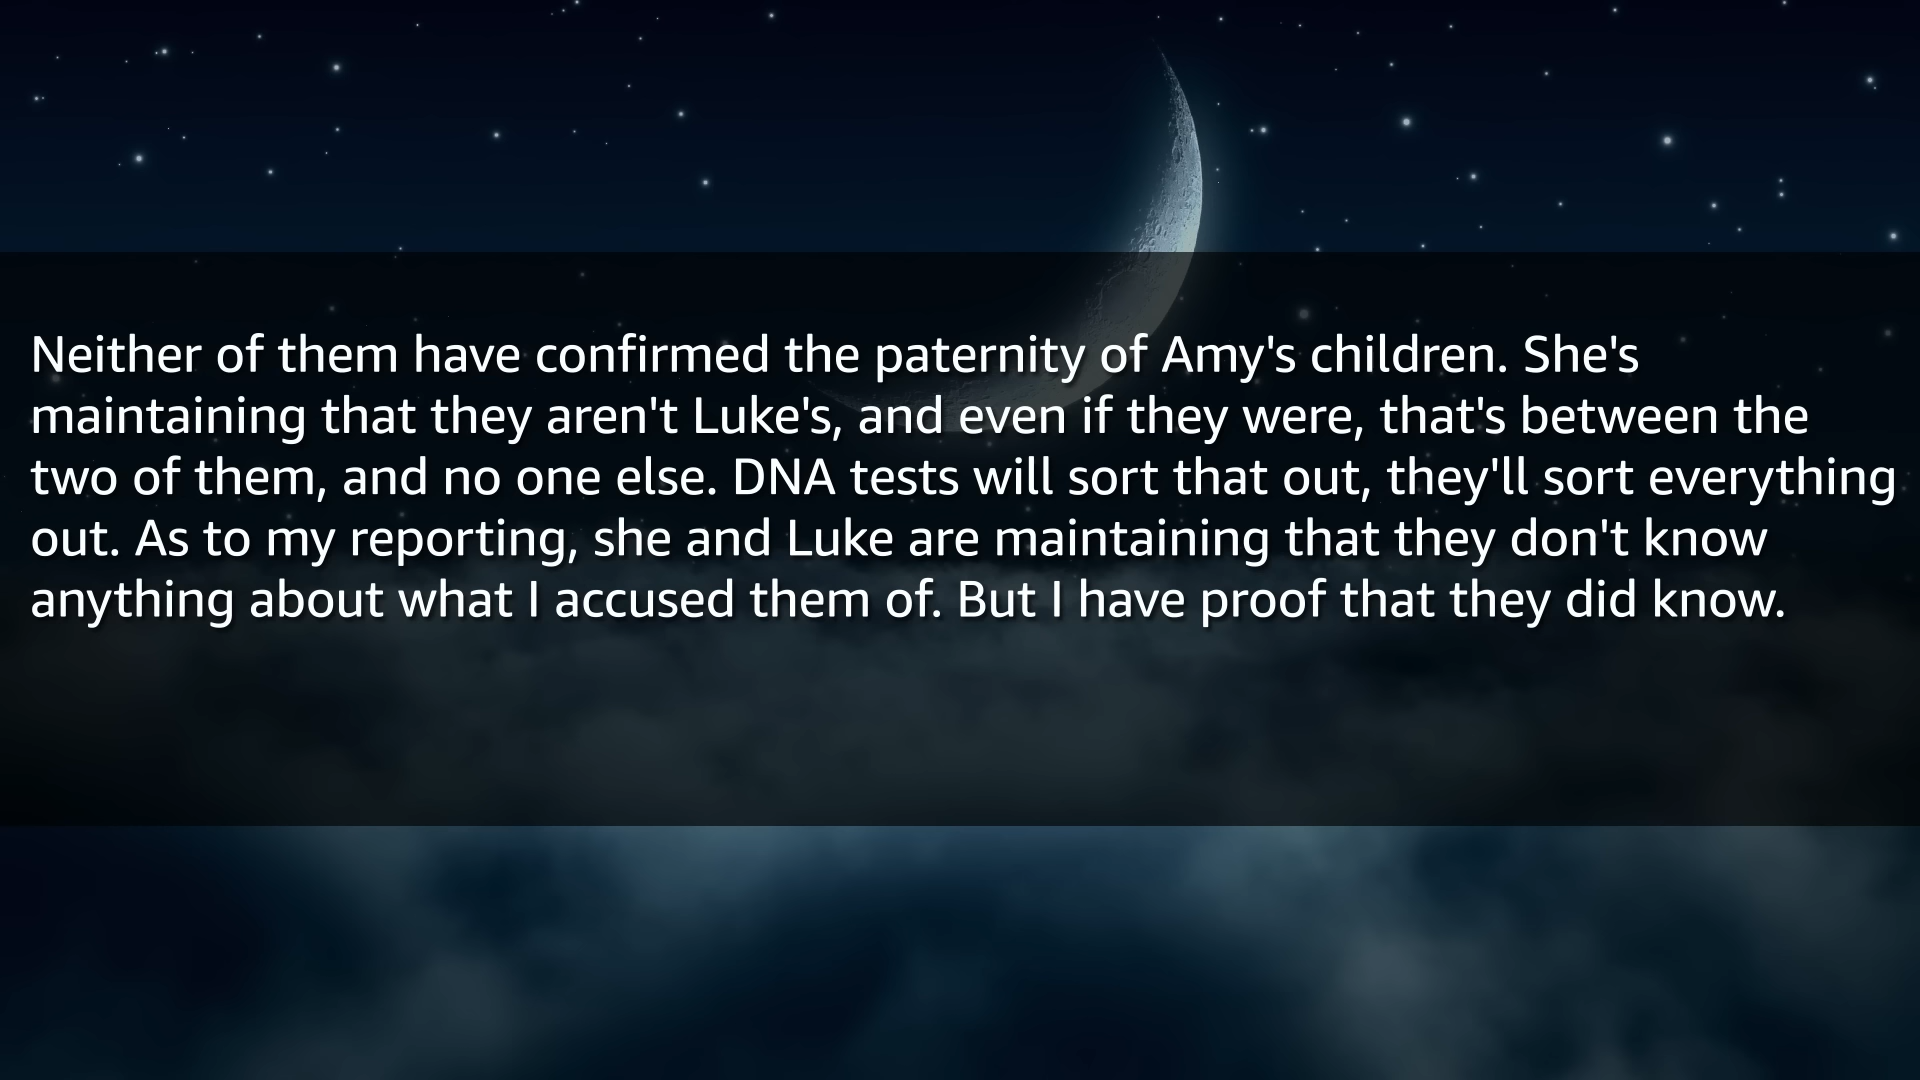 Neither of them have confirmed the paternity of Amy's children. She's
maintaining that they aren't Luke's, and even if they were, that's between the
two of them, and no one else. DNA tests will sort that out, they'll sort everything
out. As to my reporting, she and Luke are maintaining that they don't know
anything about what I accused them of. But I have proof that they did know.